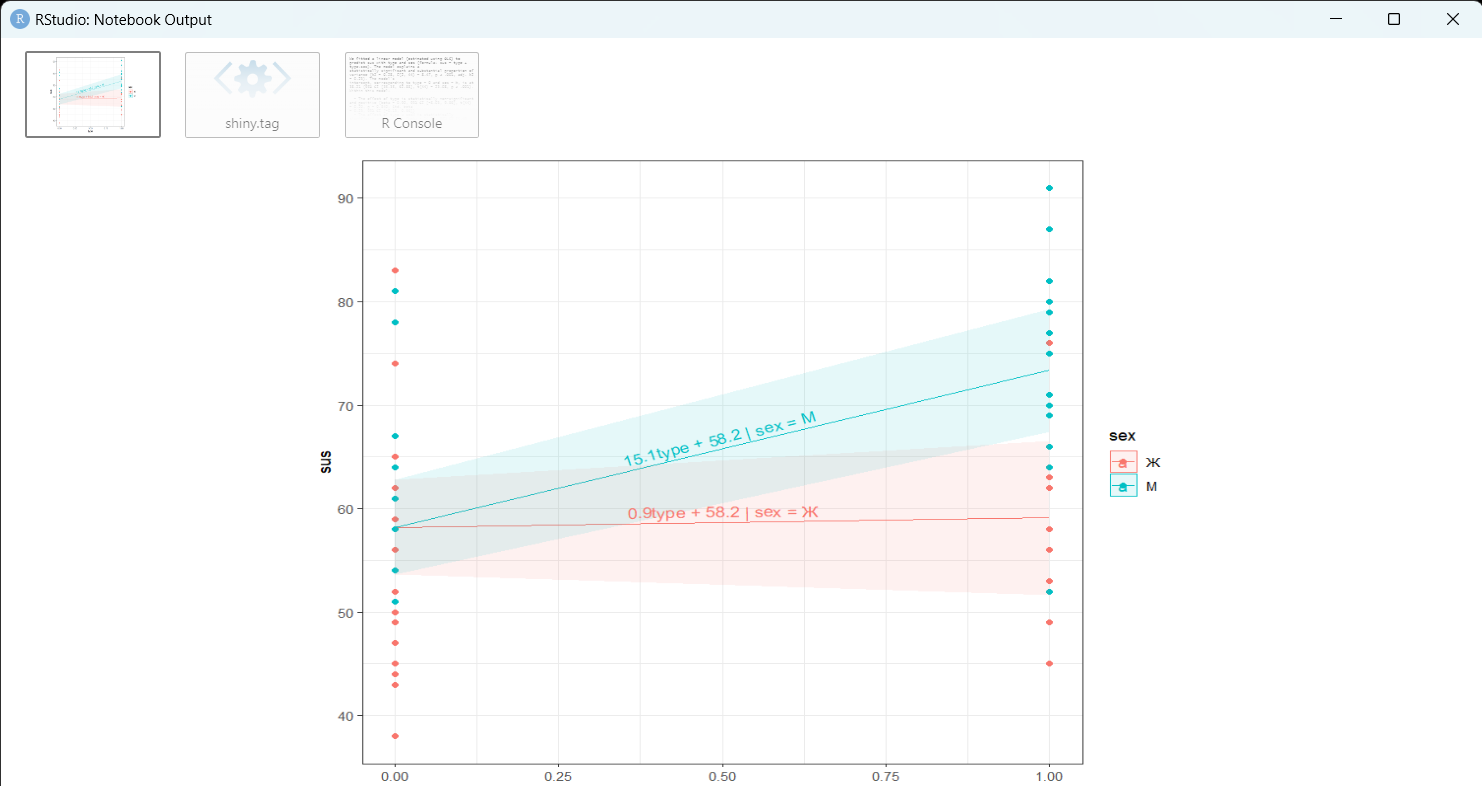 RStudio: Notebook Output
shiny.tag
R Console
90
80
70
60
50
40
sus
15.1type + 58.2 | sex = М
0.9type + 58.2 | sex = Ж
0.00 0.25 0.50 0.75 1.00
sex
a Ж
a М